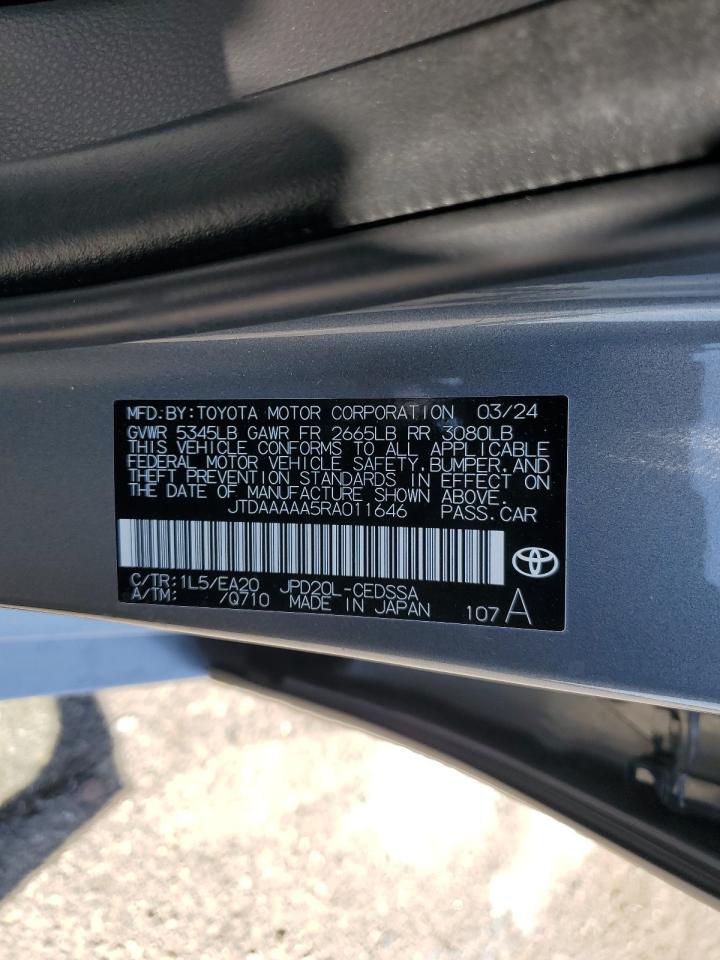 MFD. BY: TOYOTA MOTOR CORPORATION 03/24
GVWR 5345LB GAWR FR 2665LB RR 3080LB
THIS VEHICLE CONFORMS TO ALL APPLICABLE
FEDERAL MOTOR VEHICLE SAFETY, BUMPER, AND
THEFT PREVENTION STANDARDS IN EFFECT ON
THE DATE OF MANUFACTURE SHOWN ABOVE.
JTDAAAAA5RA011646 PASS. CAR
C/TR: 1L5/EA20 JPD20L-CEDSSA
A/TM: /Q710 MADE IN JAPAN 107 A